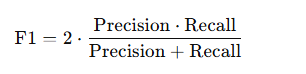 F1 = 2 · Precision · Recall / Precision + Recall